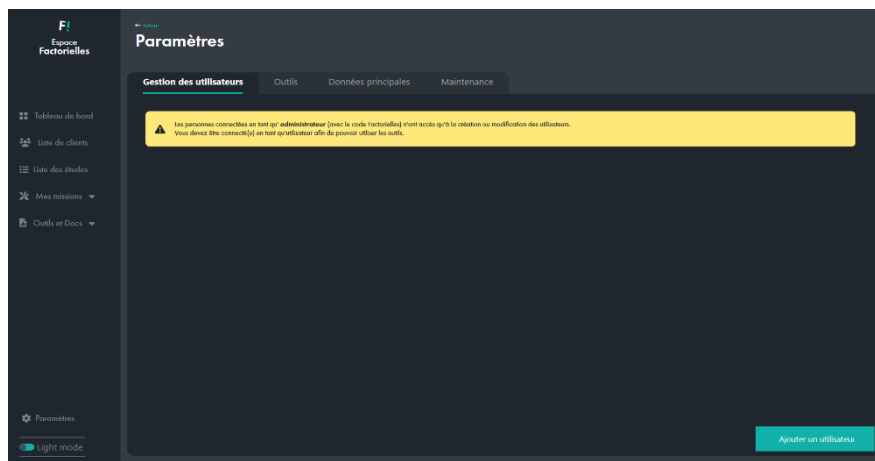 F!
Espace
Factorielles
← Retour
Paramètres
Gestion des utilisateurs
Outils
Données principales
Maintenance
Les personnes connectées en tant qu' administrateur (avec le code Factorielles) n'ont accès qu'à la création ou modification des utilisateurs.
Vous devez être connecté(e) en tant qu'utilisateur afin de pouvoir utiliser les outils.
Tableau de bord
Liste de clients
Liste des études
Mes missions
Outils et Docs
Paramètres
Light mode
Ajouter un utilisateur